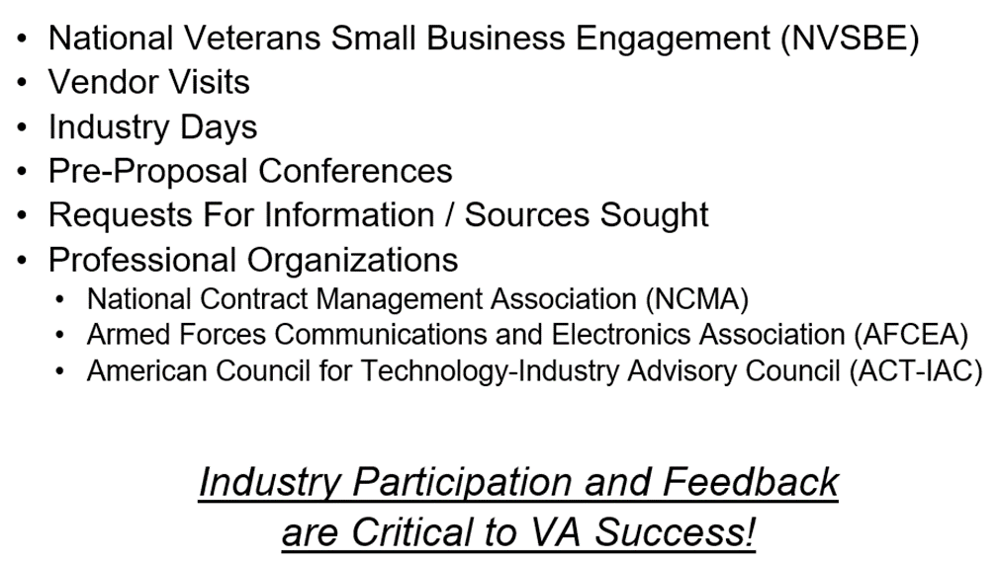 • National Veterans Small Business Engagement (NVSBE)
• Vendor Visits
• Industry Days
• Pre-Proposal Conferences
• Requests For Information / Sources Sought
• Professional Organizations
• National Contract Management Association (NCMA)
• Armed Forces Communications and Electronics Association (AFCEA)
• American Council for Technology-Industry Advisory Council (ACT-IAC)
Industry Participation and Feedback
are Critical to VA Success!